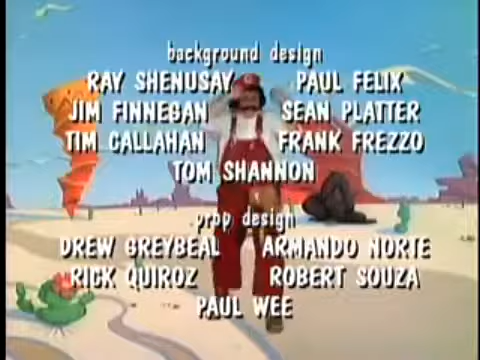 background design
RAY SHENUSAY PAUL FELIX
JIM FINNEGAN SEAN PLATTER
TIM CALLAHAN FRANK FREZZO
TOM SHANNON
prop design
DREW GREYBEAL ARMANDO NORTE
RICK QUIROZ ROBERT SOUZA
PAUL WEE